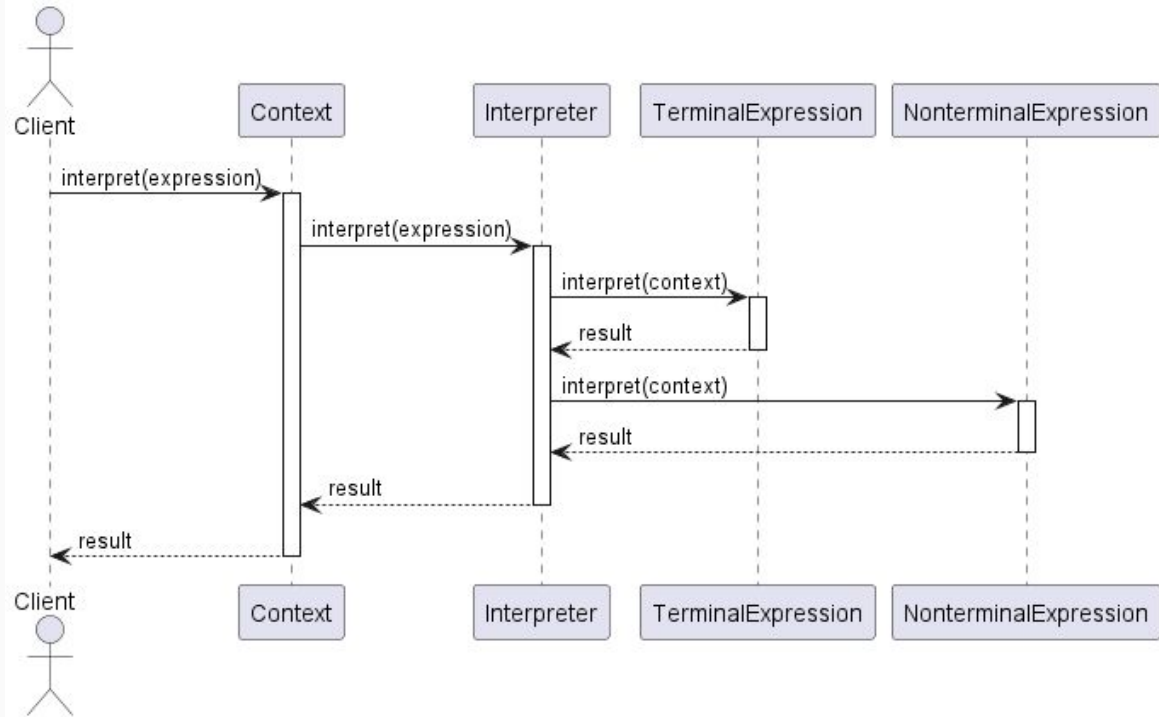 Client
Context
Interpreter
TerminalExpression
NonterminalExpression
interpret(expression)
interpret(expression)
interpret(context)
result
interpret(context)
result
result
result
Client
Context
Interpreter
TerminalExpression
NonterminalExpression